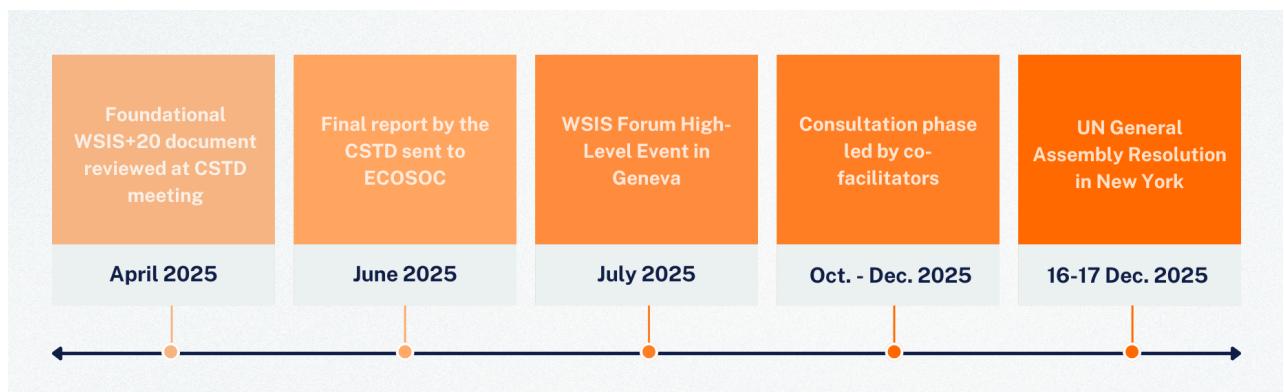 Foundational
WSIS+20 document
reviewed at CSTD
meeting
April 2025
Final report by the
CSTD sent to
ECOSOC
June 2025
WSIS Forum High-
Level Event in
Geneva
July 2025
Consultation phase
led by co-
facilitators
Oct. - Dec. 2025
UN General
Assembly Resolution
in New York
16-17 Dec. 2025